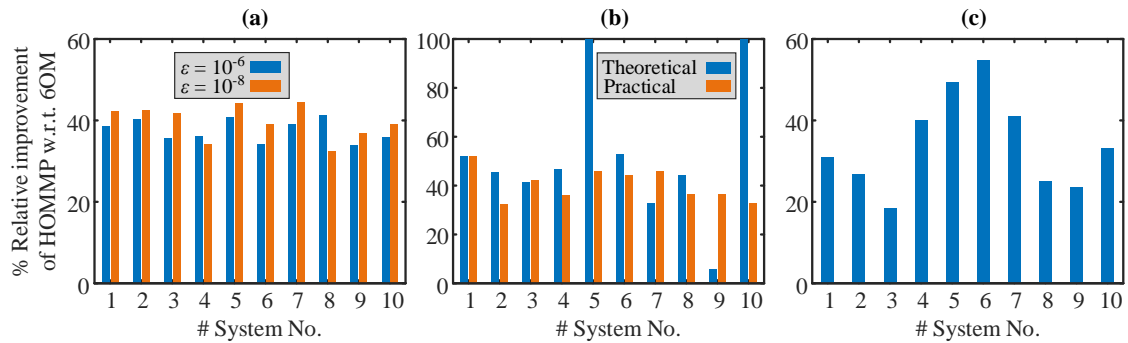 (a) (b) (c)
% Relative improvement
of HOMMP w.r.t. 6OM
60
40
20
0
ε = 10⁻⁶
ε = 10⁻⁸
1 2 3 4 5 6 7 8 9 10
# System No.
100
80
60
40
20
0
Theoretical
Practical
1 2 3 4 5 6 7 8 9 10
# System No.
60
40
20
0
1 2 3 4 5 6 7 8 9 10
# System No.